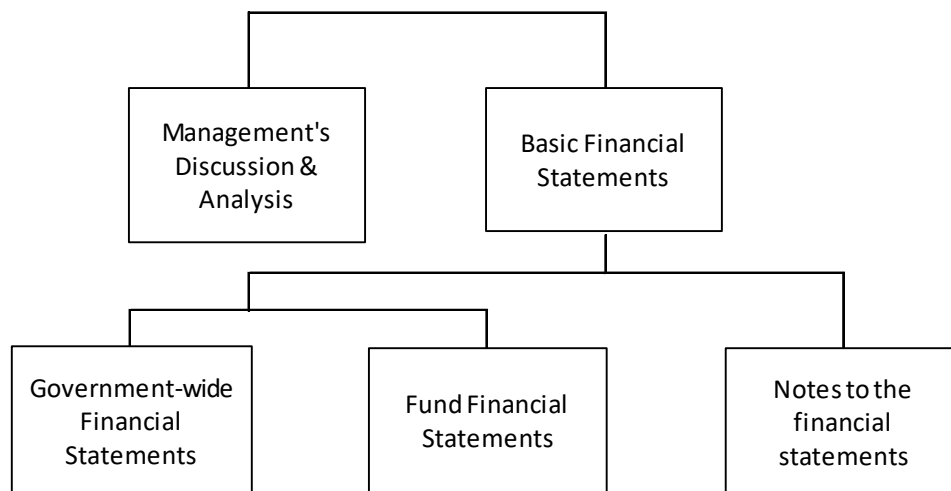 Management's
Discussion &
Analysis
Basic Financial
Statements
Government-wide
Financial
Statements
Fund Financial
Statements
Notes to the
financial
statements